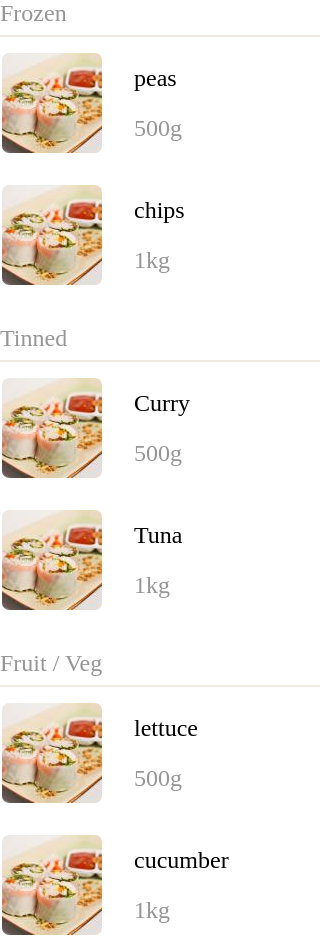 Frozen
peas
500g
chips
1kg
Tinned
Curry
500g
Tuna
1kg
Fruit / Veg
lettuce
500g
cucumber
1kg